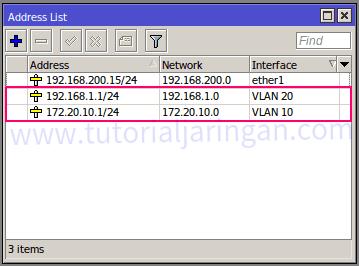 Address List
Find
Address Network Interface
192.168.200.15/24 192.168.200.0 ether1
192.168.1.1/24 192.168.1.0 VLAN 20
172.20.10.1/24 172.20.10.0 VLAN 10
www.tutorialjaringan.com
3 items